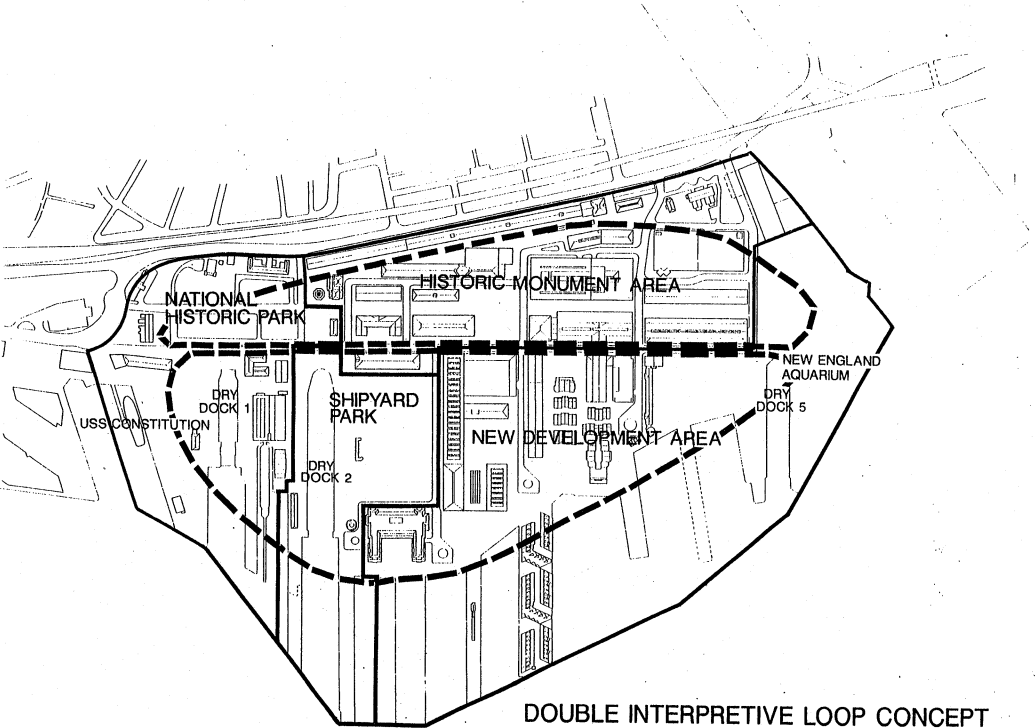 HISTORIC MONUMENT AREA
NATIONAL
HISTORIC PARK
NEW ENGLAND
AQUARIUM
DRY
DOCK 1
SHIPYARD
PARK
DRY
DOCK 5
USS CONSTITUTION
NEW DEVELOPMENT AREA
DRY
DOCK 2
DOUBLE INTERPRETIVE LOOP CONCEPT